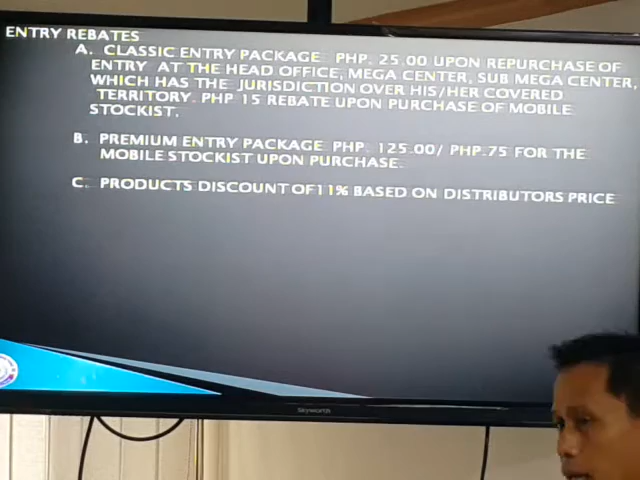 ENTRY REBATES
A. CLASSIC ENTRY PACKAGE PHP. 25.00 UPON REPURCHASE OF
ENTRY AT THE HEAD OFFICE, MEGA CENTER, SUB MEGA CENTER,
WHICH HAS THE JURISDICTION OVER HIS/HER COVERED
TERRITORY. PHP 15 REBATE UPON PURCHASE OF MOBILE
STOCKIST.
B. PREMIUM ENTRY PACKAGE PHP. 125.00/ PHP.75 FOR THE
MOBILE STOCKIST UPON PURCHASE.
C. PRODUCTS DISCOUNT OF11% BASED ON DISTRIBUTORS PRICE
Skyworth